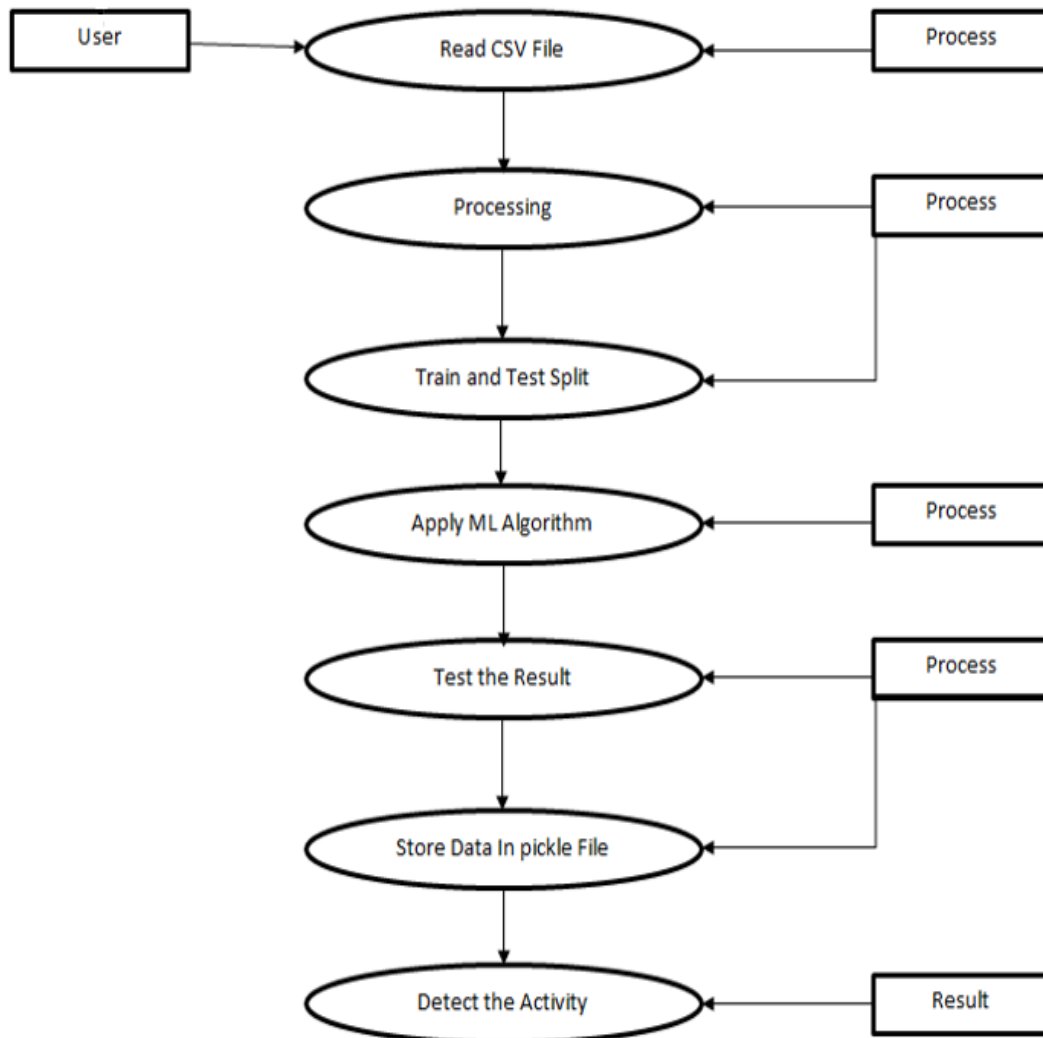 User
Read CSV File
Process
Processing
Process
Train and Test Split
Apply ML Algorithm
Process
Test the Result
Process
Store Data In pickle File
Detect the Activity
Result